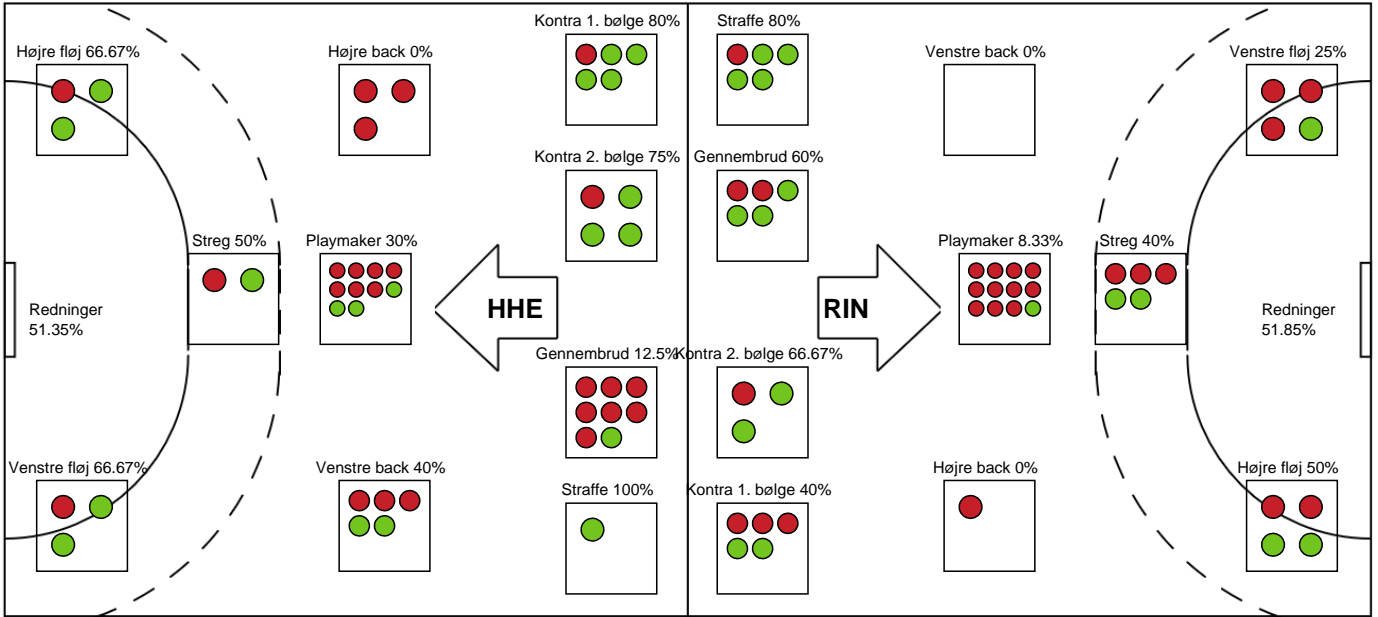 Kontra 1. bølge 80%
Straffe 80%
Højre fløj 66.67%
Højre back 0%
Venstre back 0%
Venstre fløj 25%
Kontra 2. bølge 75%
Gennembrud 60%
Streg 50%
Playmaker 30%
Playmaker 8.33%
Streg 40%
Redninger
51.35%
HHE
RIN
Redninger
51.85%
Gennembrud 12.5%
Kontra 2. bølge 66.67%
Venstre fløj 66.67%
Venstre back 40%
Højre back 0%
Højre fløj 50%
Straffe 100%
Kontra 1. bølge 40%